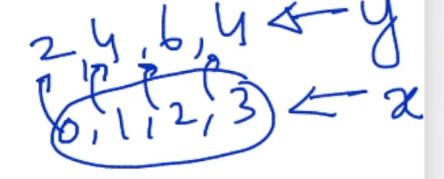 2, 4, 6, 4 ← y
0, 1, 2, 3 ← x